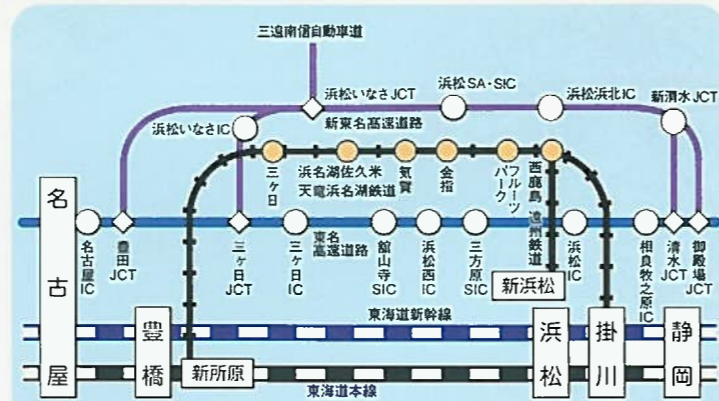 三遠南信自動車道
浜松いなさJCT
浜松SA・SIC
浜松浜北IC
新清水JCT
浜松いなさIC
新東名高速道路
三ヶ日
浜名湖佐久米
天竜浜名湖鉄道
気賀
金指
フルーツ
パーク
西鹿島
遠州鉄道
名古屋
名古屋IC
豊田JCT
三ヶ日JCT
三ヶ日IC
東名
高速道路
舘山寺SIC
浜松西IC
三方原SIC
浜松IC
相良牧之原IC
清水JCT
御殿場JCT
新浜松
東海道新幹線
豊橋
新所原
浜松
掛川
静岡
東海道本線